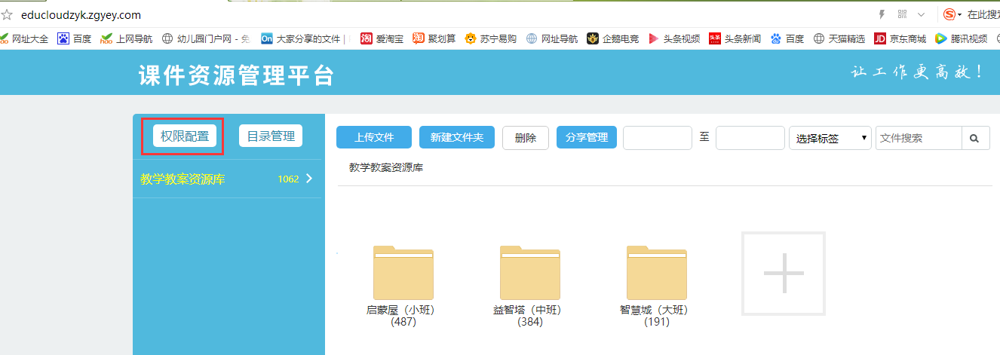 educloudzyk.zgyey.com
在此搜
网址大全 百度 上网导航 幼儿园门户网 - 免 大家分享的文件 | 爱淘宝 聚划算 苏宁易购 网址导航 企鹅电竞 头条视频 头条新闻 百度 天猫精选 京东商城 腾讯视频
课件资源管理平台
让工作更高效！
权限配置 目录管理
教学教案资源库 1062
上传文件 新建文件夹 删除 分享管理 至 选择标签 文件搜索
教学教案资源库
启蒙屋（小班） 益智塔（中班） 智慧城（大班）
(487) (384) (191)